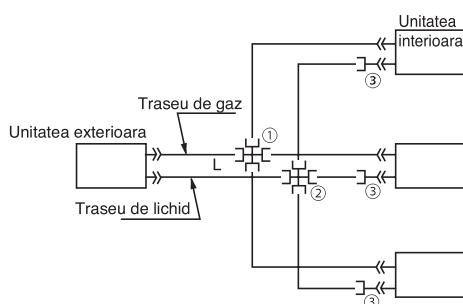 Unitatea
interioara
③
Traseu de gaz
①
Unitatea exterioara
L
②
③
Traseu de lichid
③